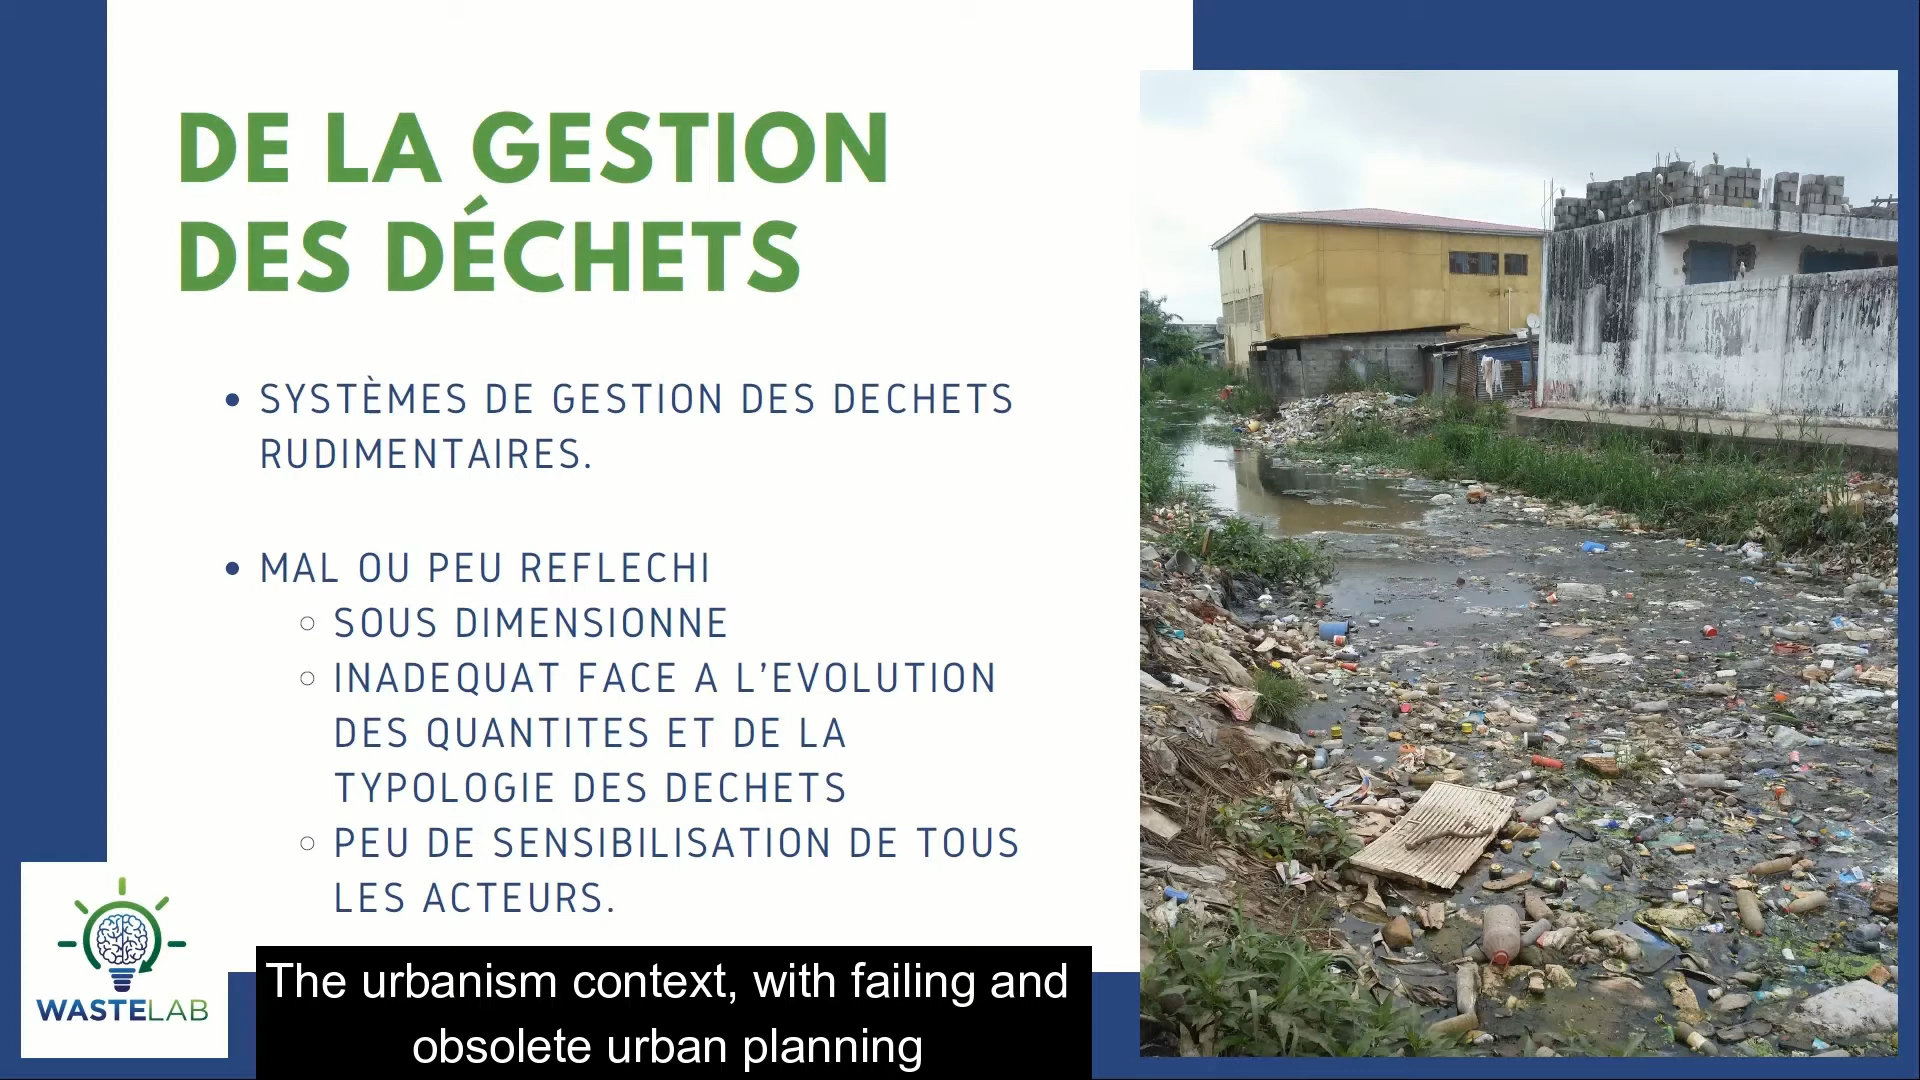 DE LA GESTION
DES DÉCHETS
• SYSTÈMES DE GESTION DES DECHETS
RUDIMENTAIRES.
• MAL OU PEU REFLECHI
○ SOUS DIMENSIONNE
○ INADEQUAT FACE A L’EVOLUTION
DES QUANTITES ET DE LA
TYPOLOGIE DES DECHETS
○ PEU DE SENSIBILISATION DE TOUS
LES ACTEURS.
WASTELAB
The urbanism context, with failing and
obsolete urban planning